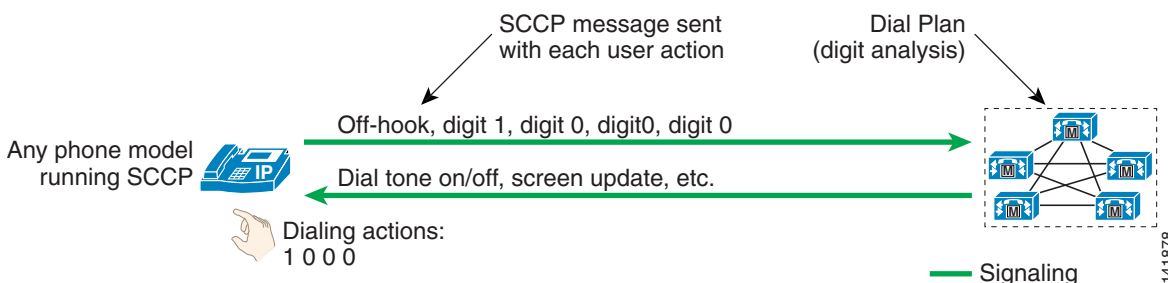 SCCP message sent
with each user action
Dial Plan
(digit analysis)
Off-hook, digit 1, digit 0, digit0, digit 0
Any phone model
running SCCP
IP
Dial tone on/off, screen update, etc.
Dialing actions:
1 0 0 0
M
M
M
M
M
Signaling
141878